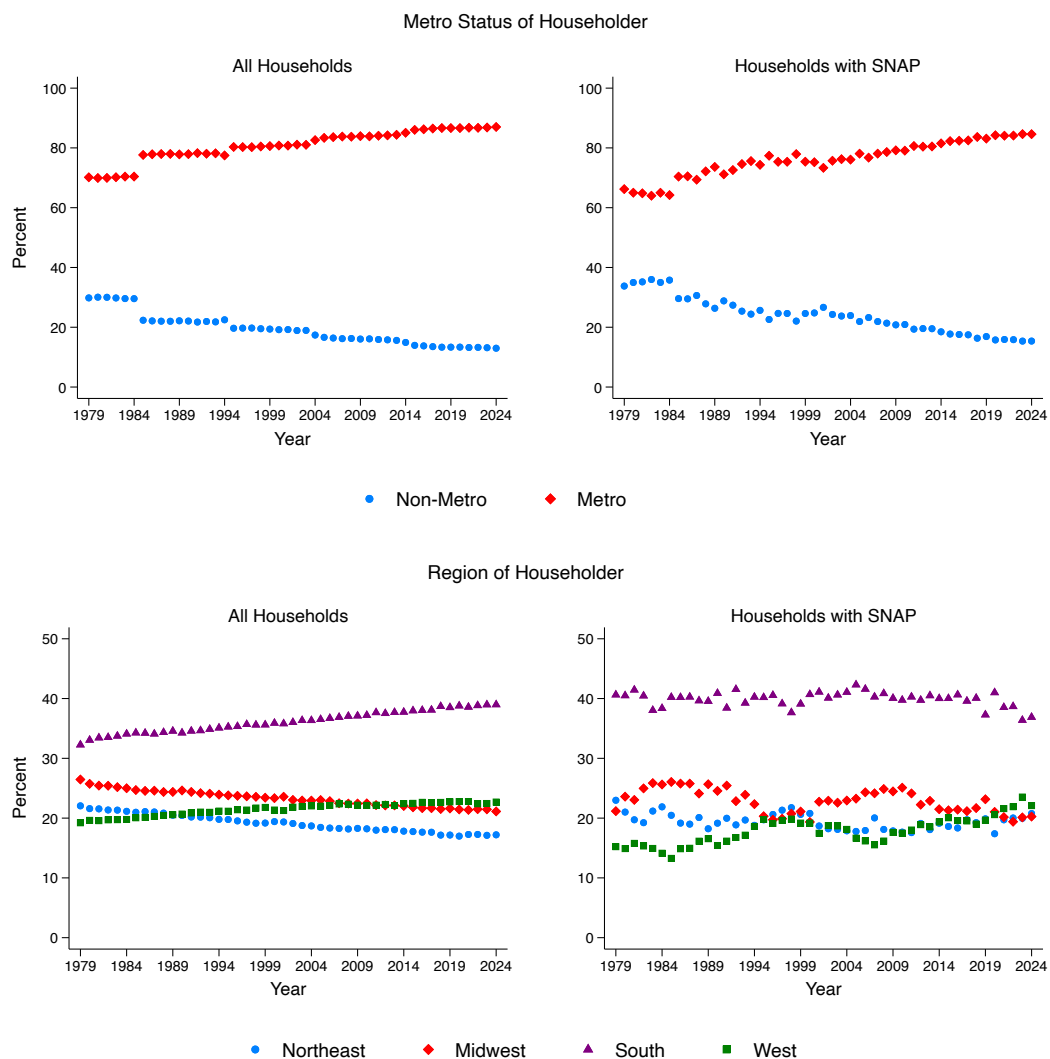 Metro Status of Householder
All Households
Households with SNAP
Percent
100
80
60
40
20
0
1979 1984 1989 1994 1999 2004 2009 2014 2019 2024
Year
100
80
60
40
20
0
1979 1984 1989 1994 1999 2004 2009 2014 2019 2024
Year
Non-Metro Metro
Region of Householder
All Households
Households with SNAP
Percent
50
40
30
20
10
0
1979 1984 1989 1994 1999 2004 2009 2014 2019 2024
Year
50
40
30
20
10
0
1979 1984 1989 1994 1999 2004 2009 2014 2019 2024
Year
Northeast Midwest South West